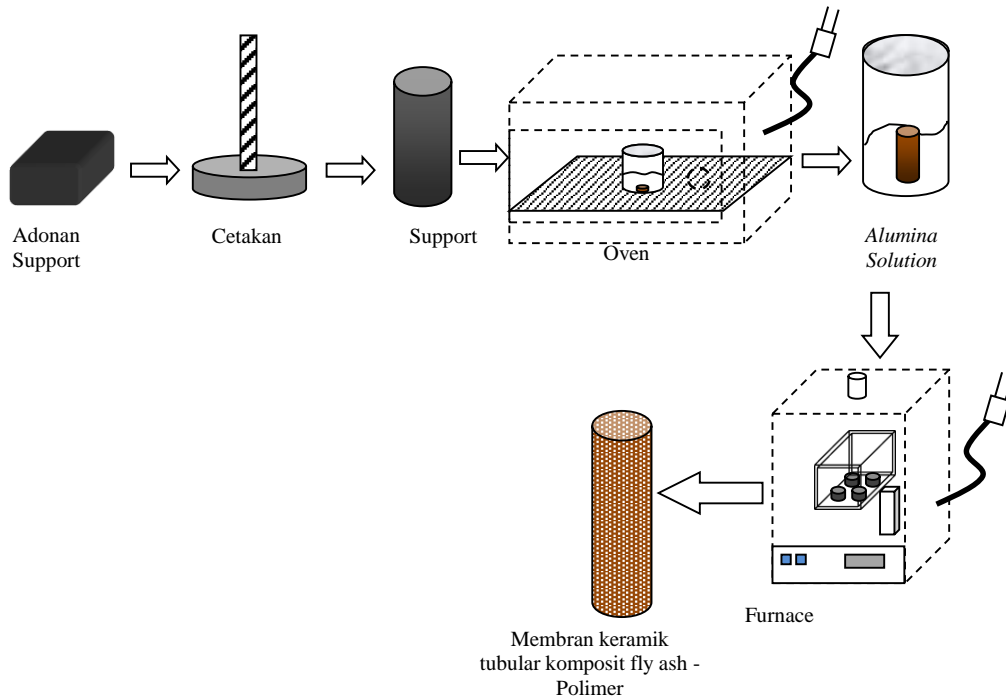 Adonan
Support
Cetakan
Support
Oven
Alumina
Solution
Furnace
Membran keramik
tubular komposit fly ash -
Polimer